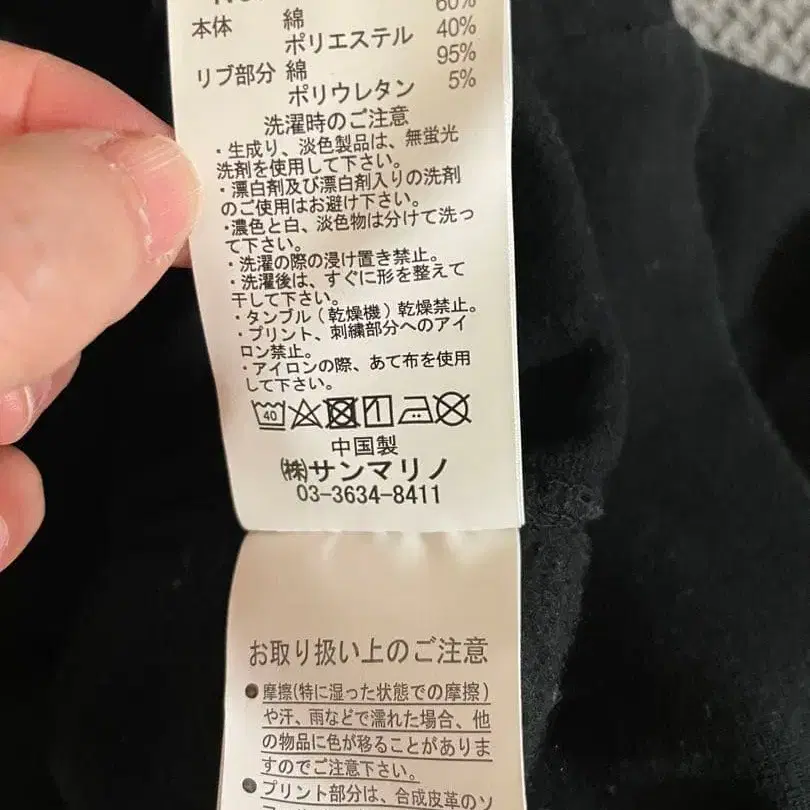 本体 綿 60%
ポリエステル 40%
リブ部分 綿 95%
ポリウレタン 5%
洗濯時のご注意
・生成り、淡色製品は、無蛍光
洗剤を使用して下さい。
・漂白剤及び漂白剤入りの洗剤
のご使用はお避け下さい。
・濃色と白、淡色物は分けて洗っ
て下さい。
・洗濯の際の浸け置き禁止。
・洗濯後は、すぐに形を整えて
干して下さい。
・タンブル（乾燥機）乾燥禁止。
・プリント、刺繍部分へのアイ
ロン禁止。
・アイロンの際、あて布を使用
して下さい。
40
中国製
㈱サンマリノ
03-3634-8411
お取り扱い上のご注意
●摩擦(特に湿った状態での摩擦)
や汗、雨などで濡れた場合、他
の物品に色が移ることがありま
すのでご注意下さい。
●プリント部分は、合成皮革のソ